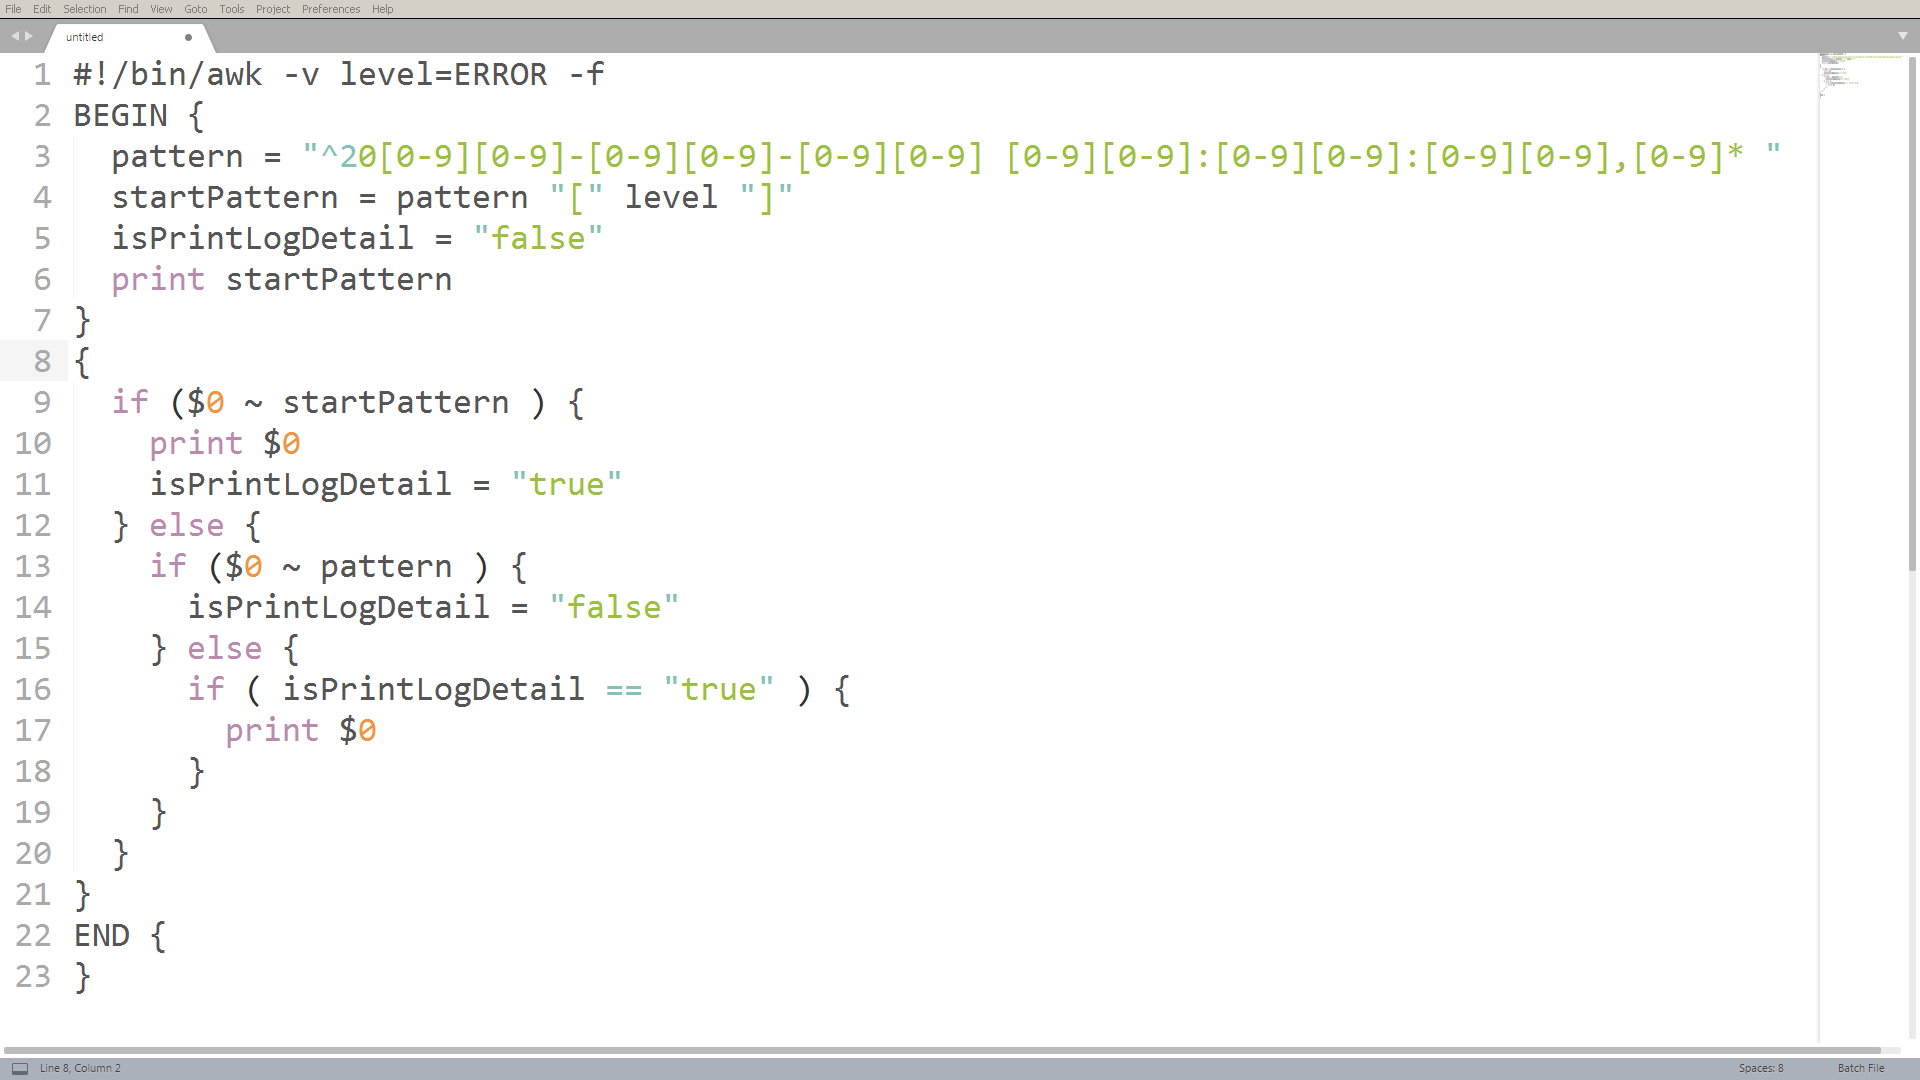 File Edit Selection Find View Goto Tools Project Preferences Help
untitled
1 #!/bin/awk -v level=ERROR -f
2 BEGIN {
3   pattern = "^20[0-9][0-9]-[0-9][0-9]-[0-9][0-9] [0-9][0-9]:[0-9][0-9]:[0-9][0-9],[0-9]* "
4   startPattern = pattern "[" level "]"
5   isPrintLogDetail = "false"
6   print startPattern
7 }
8 {
9   if ($0 ~ startPattern ) {
10     print $0
11     isPrintLogDetail = "true"
12   } else {
13     if ($0 ~ pattern ) {
14       isPrintLogDetail = "false"
15     } else {
16       if ( isPrintLogDetail == "true" ) {
17         print $0
18       }
19     }
20   }
21 }
22 END {
23 }
Line 8, Column 2 Spaces: 8 Batch File